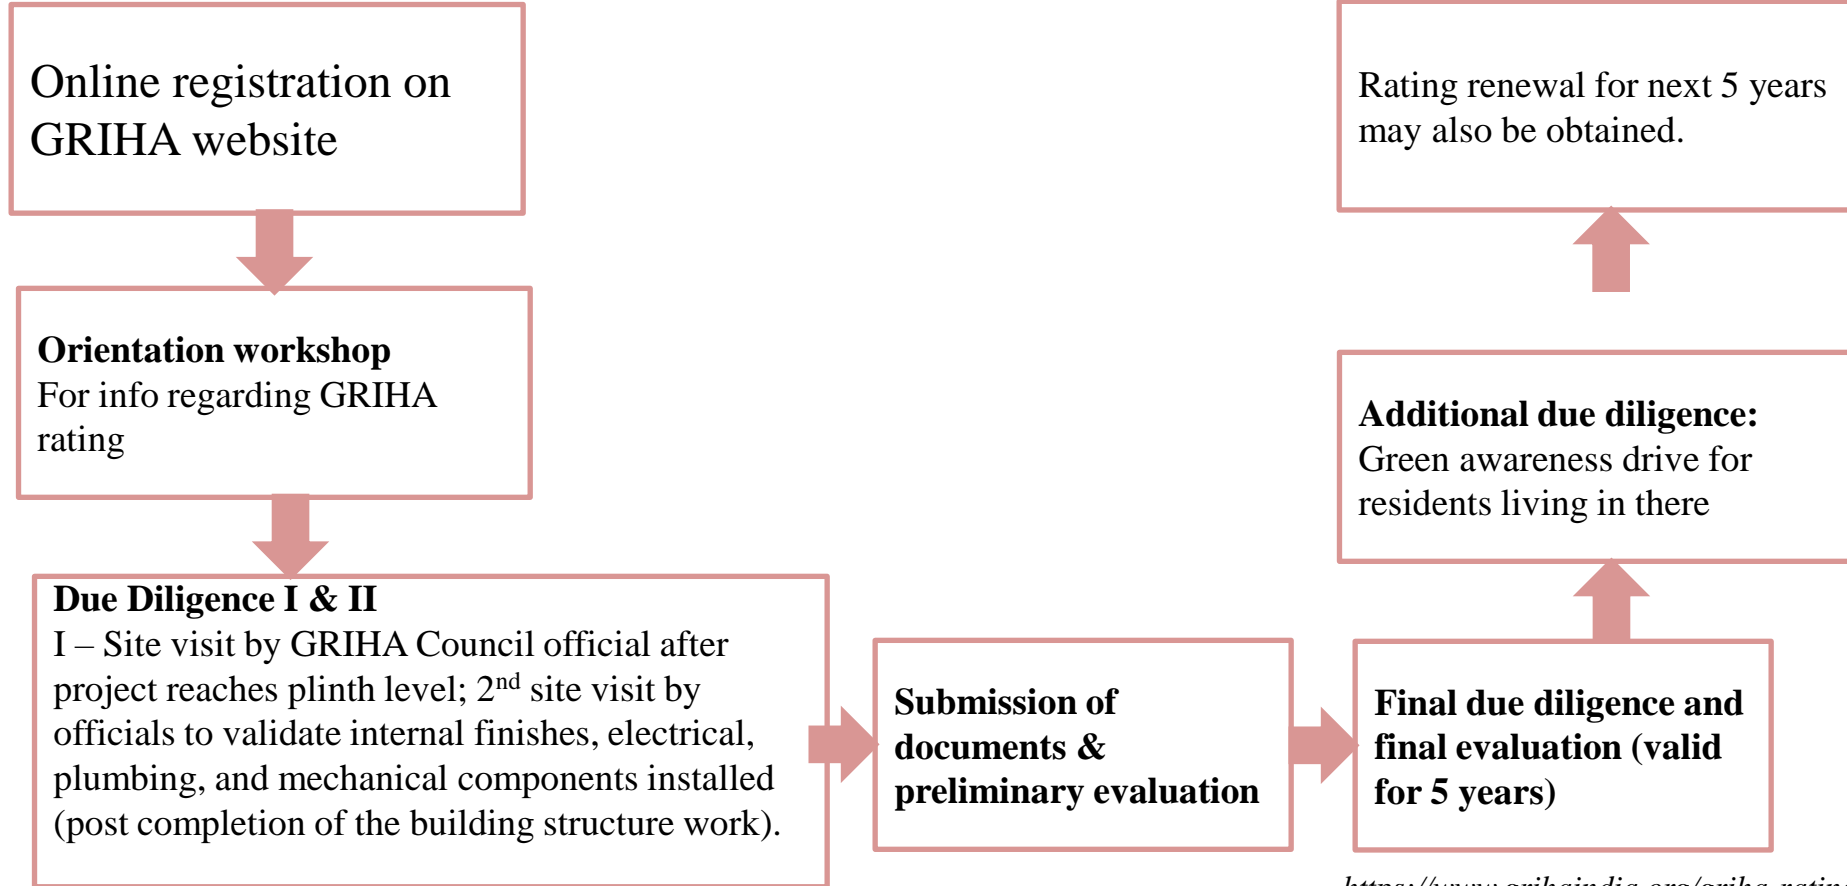 Online registration on
GRIHA website
Orientation workshop
For info regarding GRIHA
rating
Due Diligence I & II
I – Site visit by GRIHA Council official after
project reaches plinth level; 2nd site visit by
officials to validate internal finishes, electrical,
plumbing, and mechanical components installed
(post completion of the building structure work).
Submission of
documents &
preliminary evaluation
Final due diligence and
final evaluation (valid
for 5 years)
Additional due diligence:
Green awareness drive for
residents living in there
Rating renewal for next 5 years
may also be obtained.